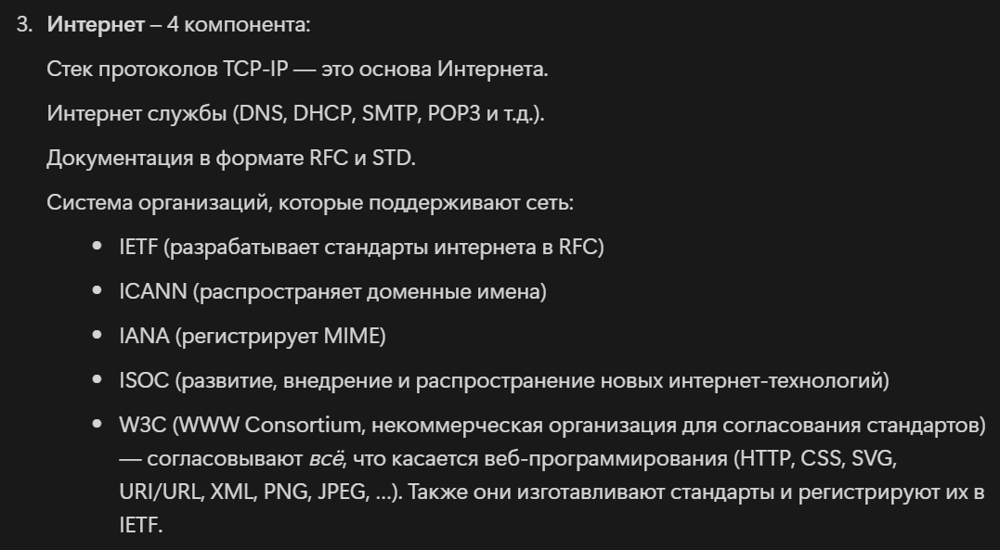 3. Интернет – 4 компонента:
Стек протоколов TCP-IP — это основа Интернета.
Интернет службы (DNS, DHCP, SMTP, POP3 и т.д.).
Документация в формате RFC и STD.
Система организаций, которые поддерживают сеть:
• IETF (разрабатывает стандарты интернета в RFC)
• ICANN (распространяет доменные имена)
• IANA (регистрирует MIME)
• ISOC (развитие, внедрение и распространение новых интернет-технологий)
• W3C (WWW Consortium, некоммерческая организация для согласования стандартов)
— согласовывают всё, что касается веб-программирования (HTTP, CSS, SVG,
URI/URL, XML, PNG, JPEG, ...). Также они изготавливают стандарты и регистрируют их в
IETF.